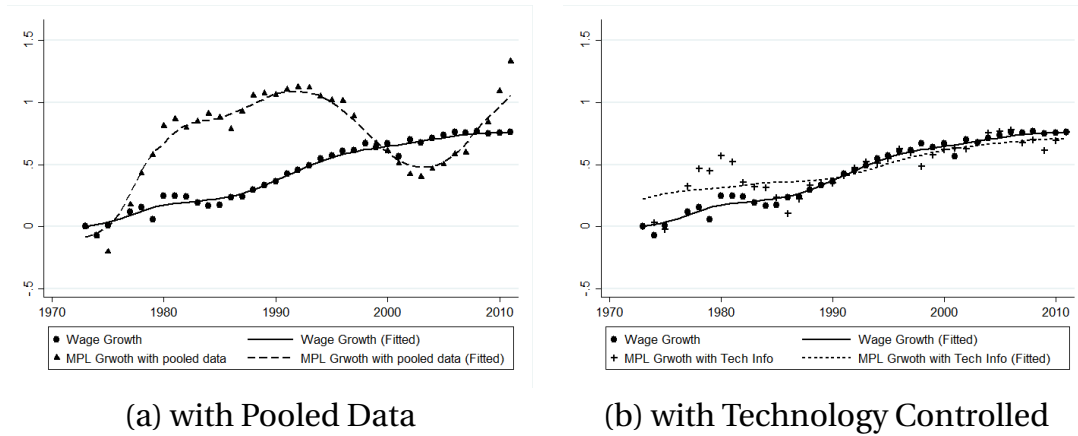 1.5
1
.5
0
-.5
1970 1980 1990 2000 2010
Wage Growth Wage Growth (Fitted)
MPL Grwoth with pooled data MPL Grwoth with pooled data (Fitted)
(a) with Pooled Data
1.5
1
.5
0
-.5
1970 1980 1990 2000 2010
Wage Growth Wage Growth (Fitted)
MPL Grwoth with Tech Info MPL Grwoth with Tech Info (Fitted)
(b) with Technology Controlled